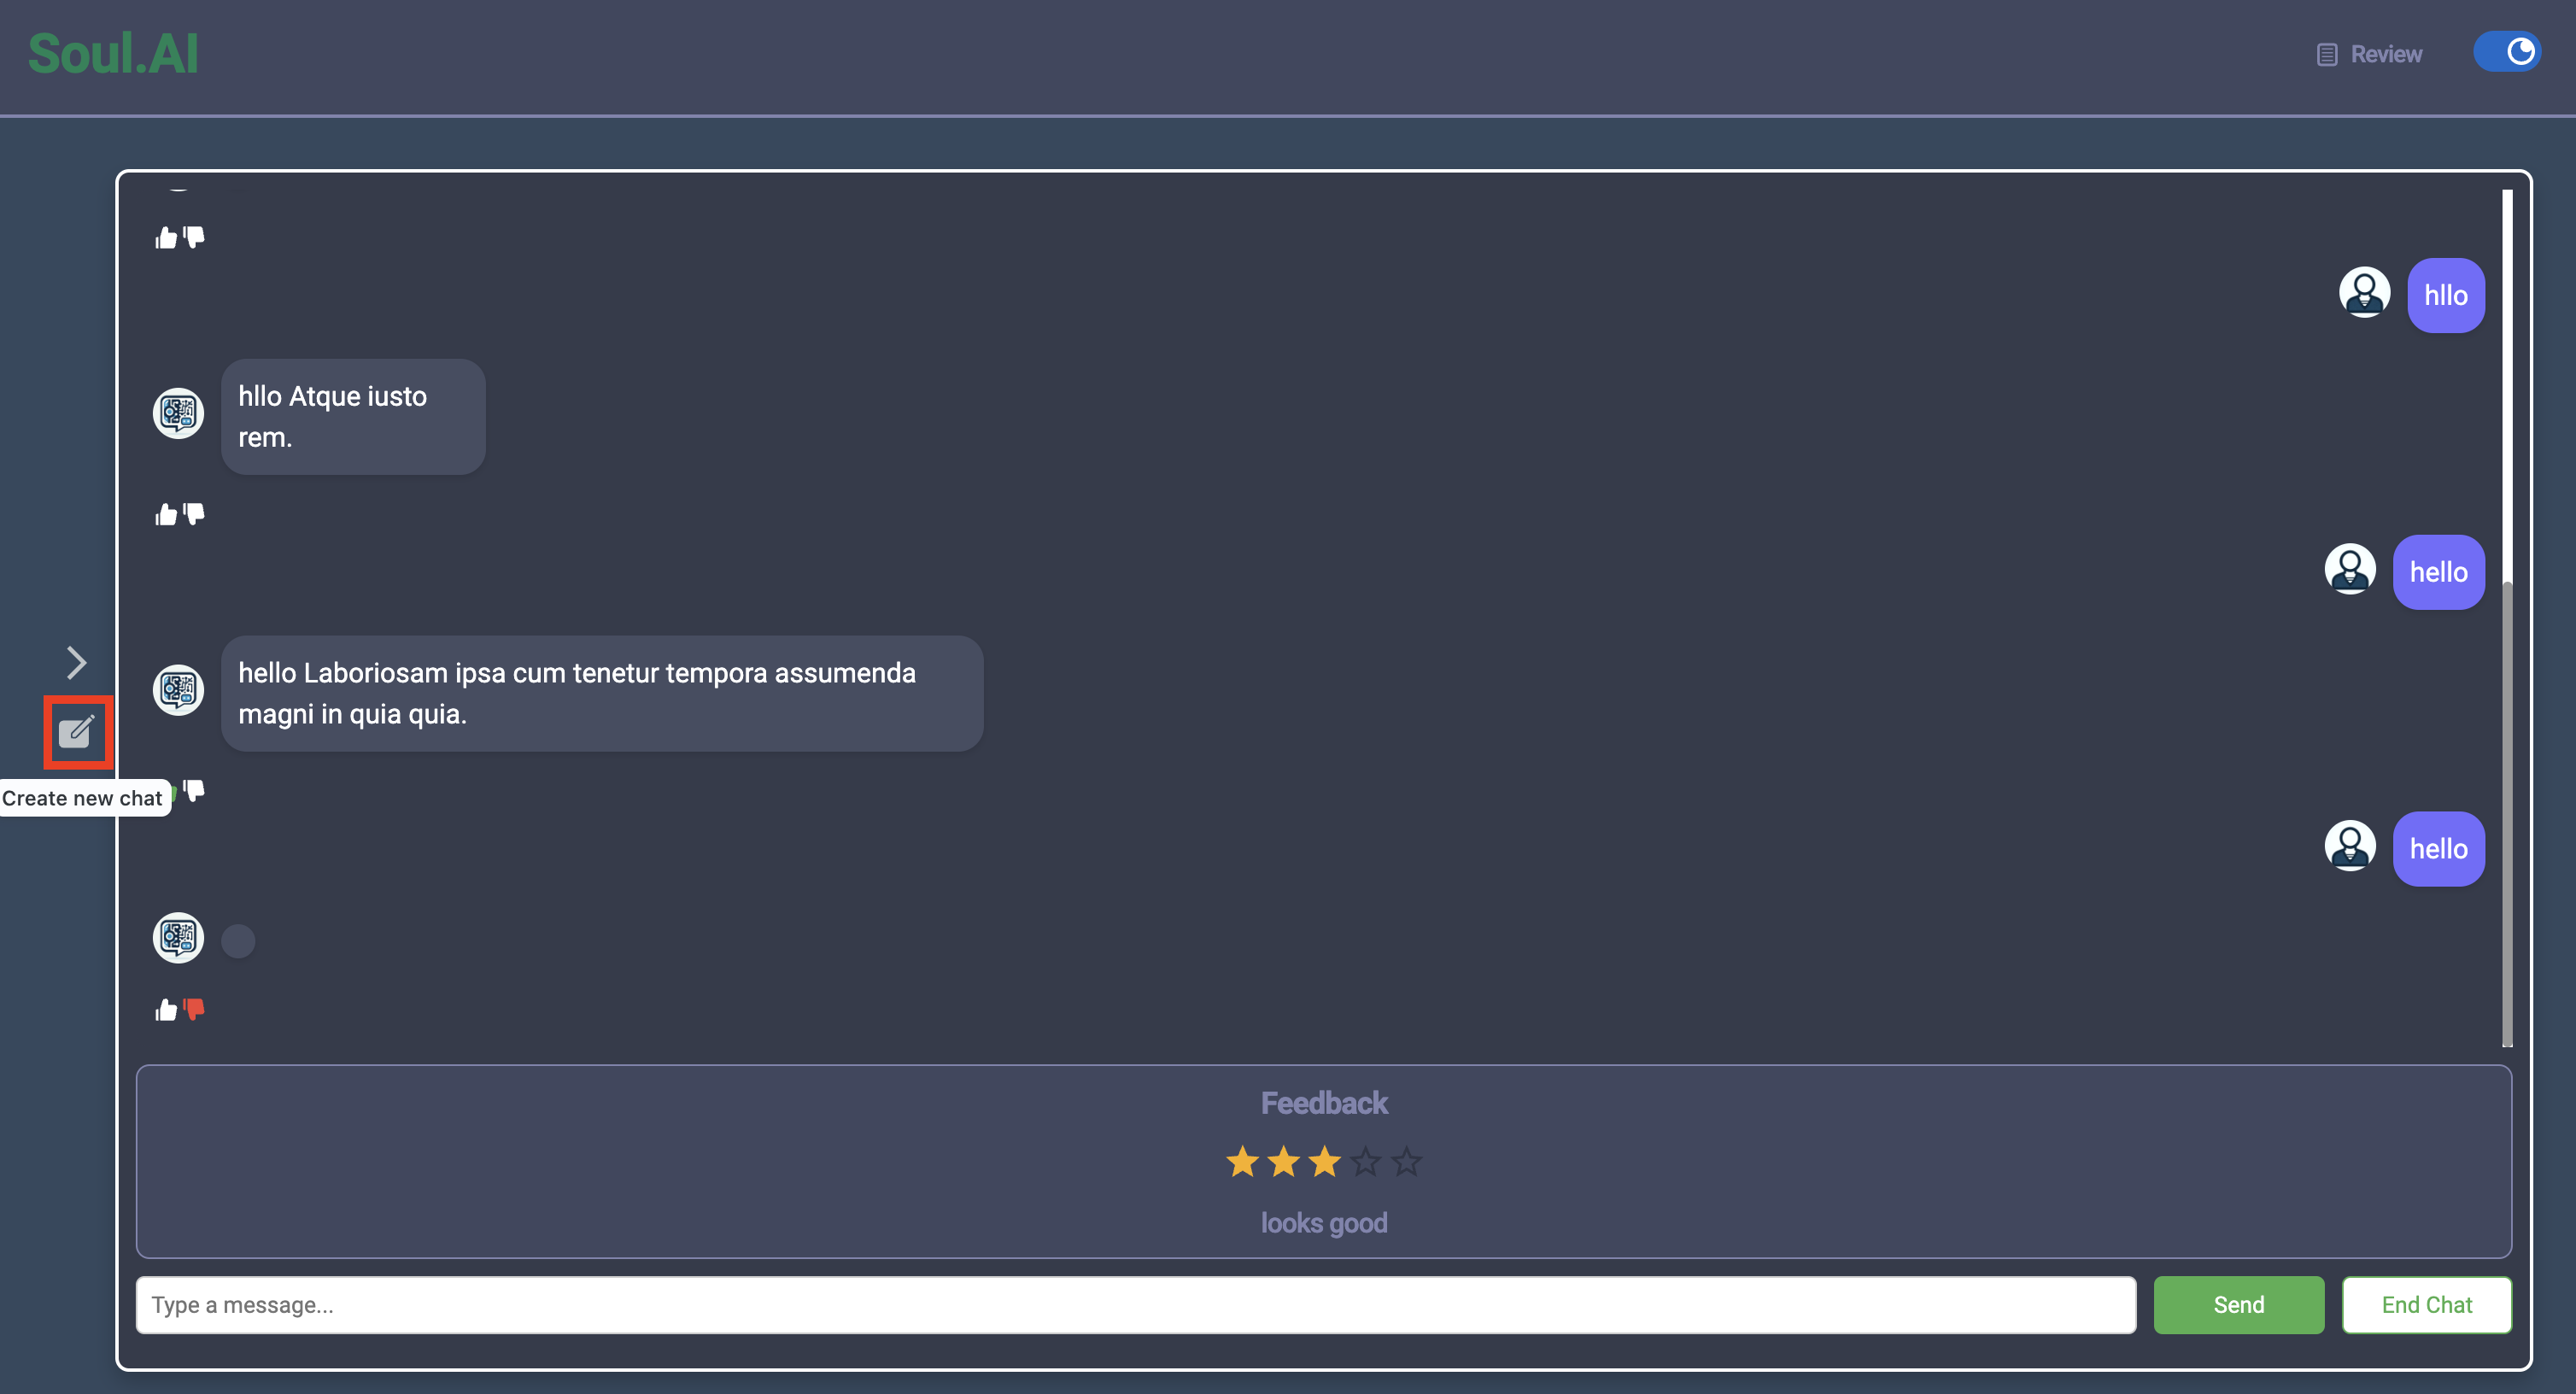 Soul.AI
Review
hllo
hllo Atque iusto
rem.
hello
hello Laboriosam ipsa cum tenetur tempora assumenda
magni in quia quia.
Create new chat
hello
Feedback
looks good
Type a message...
Send
End Chat